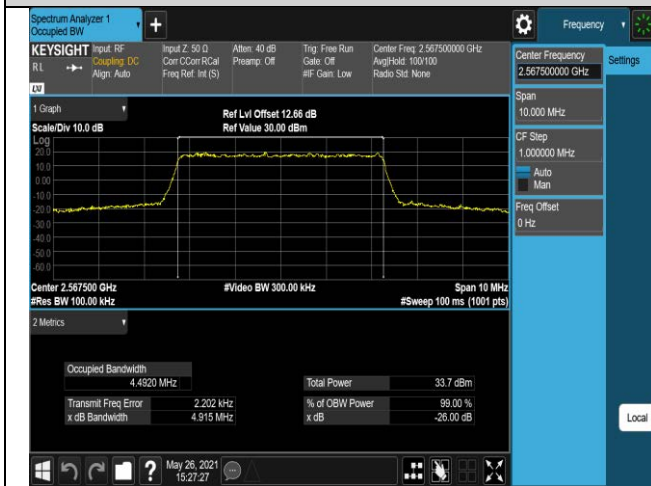 Spectrum Analyzer 1
Occupied BW
+
Frequency
KEYSIGHT
RL
LXI
Input: RF
Coupling: DC
Align: Auto
Input Z: 50 Ω
Corr CCorr RCal
Freq Ref: Int (S)
Atten: 40 dB
Preamp: Off
Trig: Free Run
Gate: Off
#IF Gain: Low
Center Freq: 2.567500000 GHz
Avg|Hold: 100/100
Radio Std: None
Center Frequency
2.567500000 GHz
Settings
Span
10.000 MHz
CF Step
1.000000 MHz
Auto
Man
Freq Offset
0 Hz
Local
1 Graph
Scale/Div 10.0 dB
Ref Lvl Offset 12.66 dB
Ref Value 30.00 dBm
Log
20.0
10.0
0.00
-10.0
-20.0
-30.0
-40.0
-50.0
-60.0
Center 2.567500 GHz
#Video BW 300.00 kHz
Span 10 MHz
#Res BW 100.00 kHz
#Sweep 100 ms (1001 pts)
2 Metrics
Occupied Bandwidth
4.4920 MHz
Total Power 33.7 dBm
Transmit Freq Error 2.202 kHz
% of OBW Power 99.00 %
x dB Bandwidth 4.915 MHz
x dB -26.00 dB
?
May 26, 2021
15:27:27